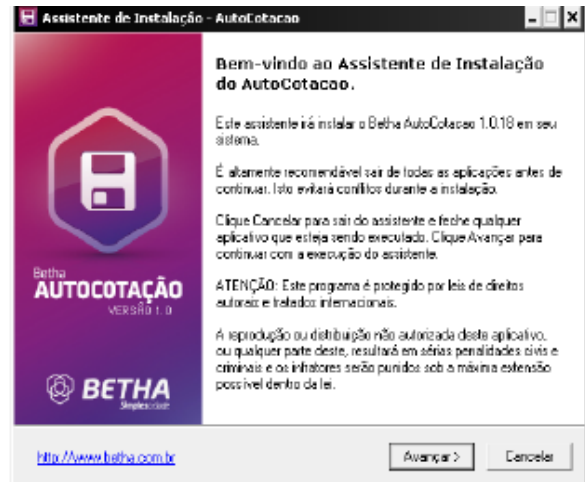 Assistente de Instalação - AutoCotacao
Bem-vindo ao Assistente de Instalação
do AutoCotacao.
Este assistente irá instalar o Betha AutoCotacao 1.0.18 em seu
sistema.
É altamente recomendável sair de todas as aplicações antes de
continuar. Isto evitará conflitos durante a instalação.
Clique Cancelar para sair do assistente e feche qualquer
aplicativo que esteja sendo executado. Clique Avançar para
continuar com a execução do assistente.
ATENÇÃO: Este programa é protegido por leis de direitos
autorais e tratados internacionais.
A reprodução ou distribuição não autorizada deste aplicativo,
ou qualquer parte deste, resultará em sérias penalidades civis e
criminais e os infratores serão punidos sob a máxima extensão
possível dentro da lei.
Betha
AUTOCOTAÇÃO
VERSÃO 1.0
BETHA
http://www.betha.com.br
Avançar >
Cancelar